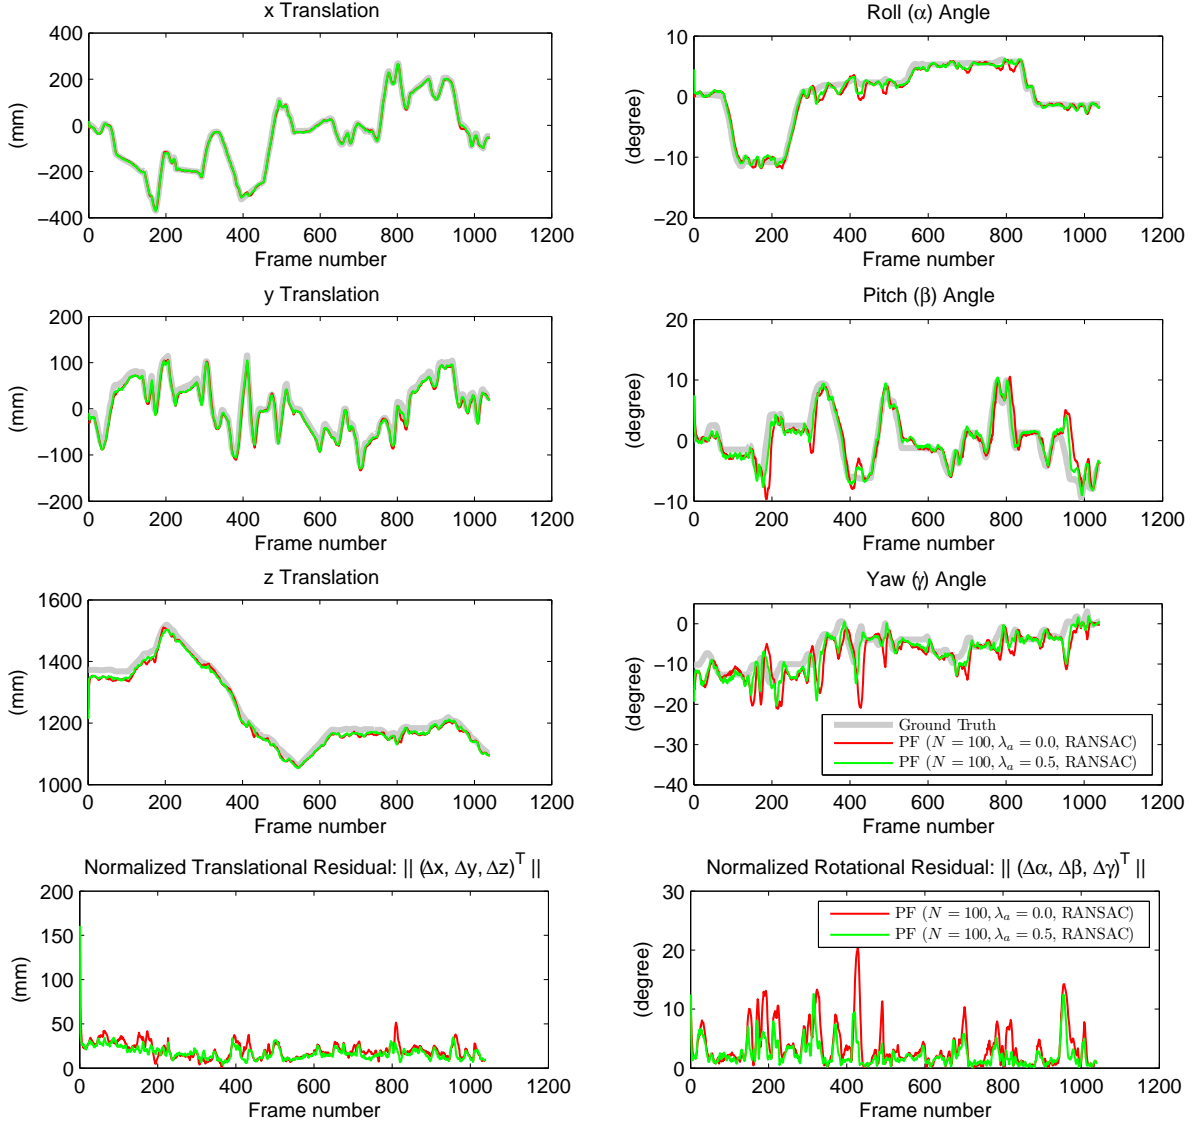 x Translation
400
200
0
−200
−400
(mm)
0 200 400 600 800 1000 1200
Frame number
Roll (α) Angle
10
0
−10
−20
(degree)
0 200 400 600 800 1000 1200
Frame number
y Translation
200
100
0
−100
−200
(mm)
0 200 400 600 800 1000 1200
Frame number
Pitch (β) Angle
20
10
0
−10
(degree)
0 200 400 600 800 1000 1200
Frame number
z Translation
1600
1400
1200
1000
(mm)
0 200 400 600 800 1000 1200
Frame number
Yaw (γ) Angle
0
−10
−20
−30
−40
(degree)
Ground Truth
PF (N = 100, λₐ = 0.0, RANSAC)
PF (N = 100, λₐ = 0.5, RANSAC)
0 200 400 600 800 1000 1200
Frame number
Normalized Translational Residual: || (Δx, Δy, Δz)ᵀ ||
200
150
100
50
0
(mm)
0 200 400 600 800 1000 1200
Frame number
Normalized Rotational Residual: || (Δα, Δβ, Δγ)ᵀ ||
30
20
10
0
(degree)
PF (N = 100, λₐ = 0.0, RANSAC)
PF (N = 100, λₐ = 0.5, RANSAC)
0 200 400 600 800 1000 1200
Frame number